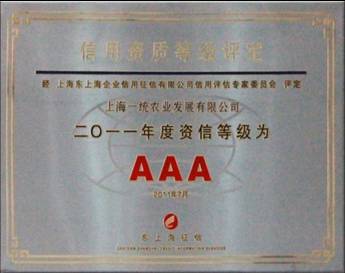 信用资质等级评定
经 上海东上海企业信用征信有限公司信用评估专家委员会 评定
上海一统农业发展有限公司
二〇一一年度资信等级为
AAA
2011年7月
东上海征信